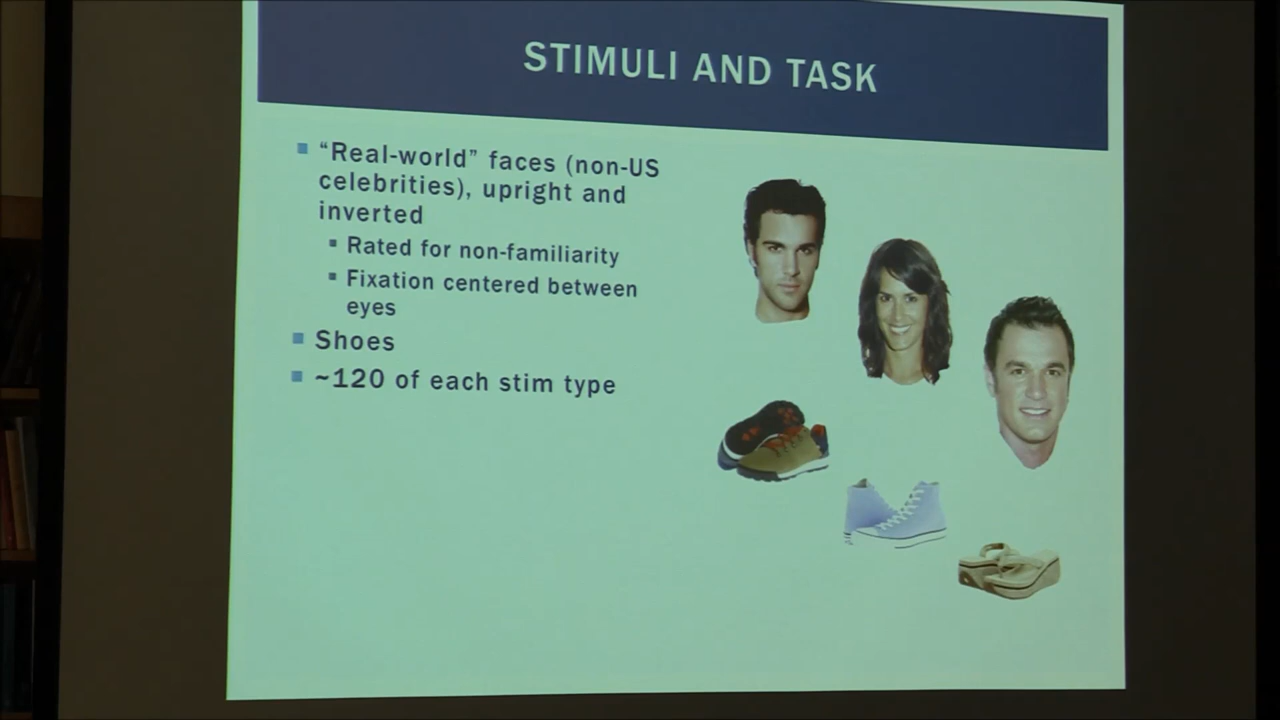 STIMULI AND TASK
“Real-world” faces (non-US
celebrities), upright and
inverted
Rated for non-familiarity
Fixation centered between
eyes
Shoes
~120 of each stim type